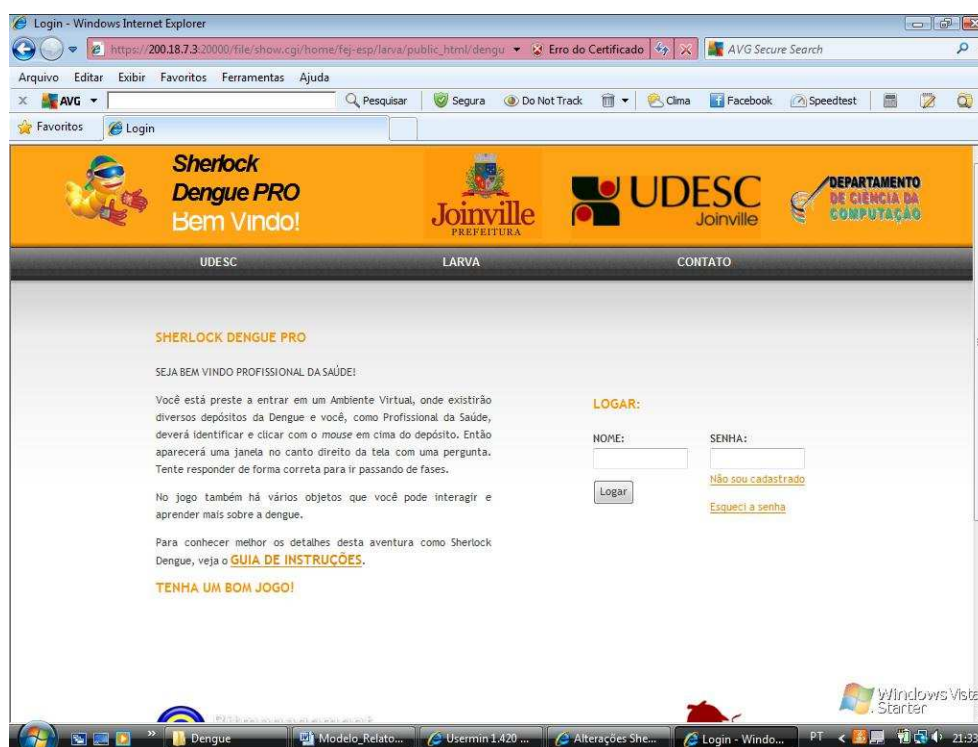 Login - Windows Internet Explorer
https://200.18.7.3:20000/file/show.cgi/home/fej-esp/larva/public_html/dengu
Erro do Certificado
AVG Secure Search
Arquivo Editar Exibir Favoritos Ferramentas Ajuda
AVG
Pesquisar
Segura
Do Not Track
Clima
Facebook
Speedtest
Favoritos
Login
Sherlock
Dengue PRO
Bem Vindo!
Joinville
PREFEITURA
UDESC
Joinville
DEPARTAMENTO
DE CIÊNCIA DA
COMPUTAÇÃO
UDESC LARVA CONTATO
SHERLOCK DENGUE PRO
SEJA BEM VINDO PROFISSIONAL DA SAÚDE!
Você está preste a entrar em um Ambiente Virtual, onde existirão
diversos depósitos da Dengue e você, como Profissional da Saúde,
deverá identificar e clicar com o mouse em cima do depósito. Então
aparecerá uma janela no canto direito da tela com uma pergunta.
Tente responder de forma correta para ir passando de fases.
No jogo também há vários objetos que você pode interagir e
aprender mais sobre a dengue.
Para conhecer melhor os detalhes desta aventura como Sherlock
Dengue, veja o GUIA DE INSTRUÇÕES.
TENHA UM BOM JOGO!
LOGAR:
NOME: SENHA:
Não sou cadastrado
Logar
Esqueci a senha
Windows Vista
Starter
Dengue
Modelo_Relato...
Usermin 1.420 ...
Alterações She...
Login - Windo...
PT
21:33